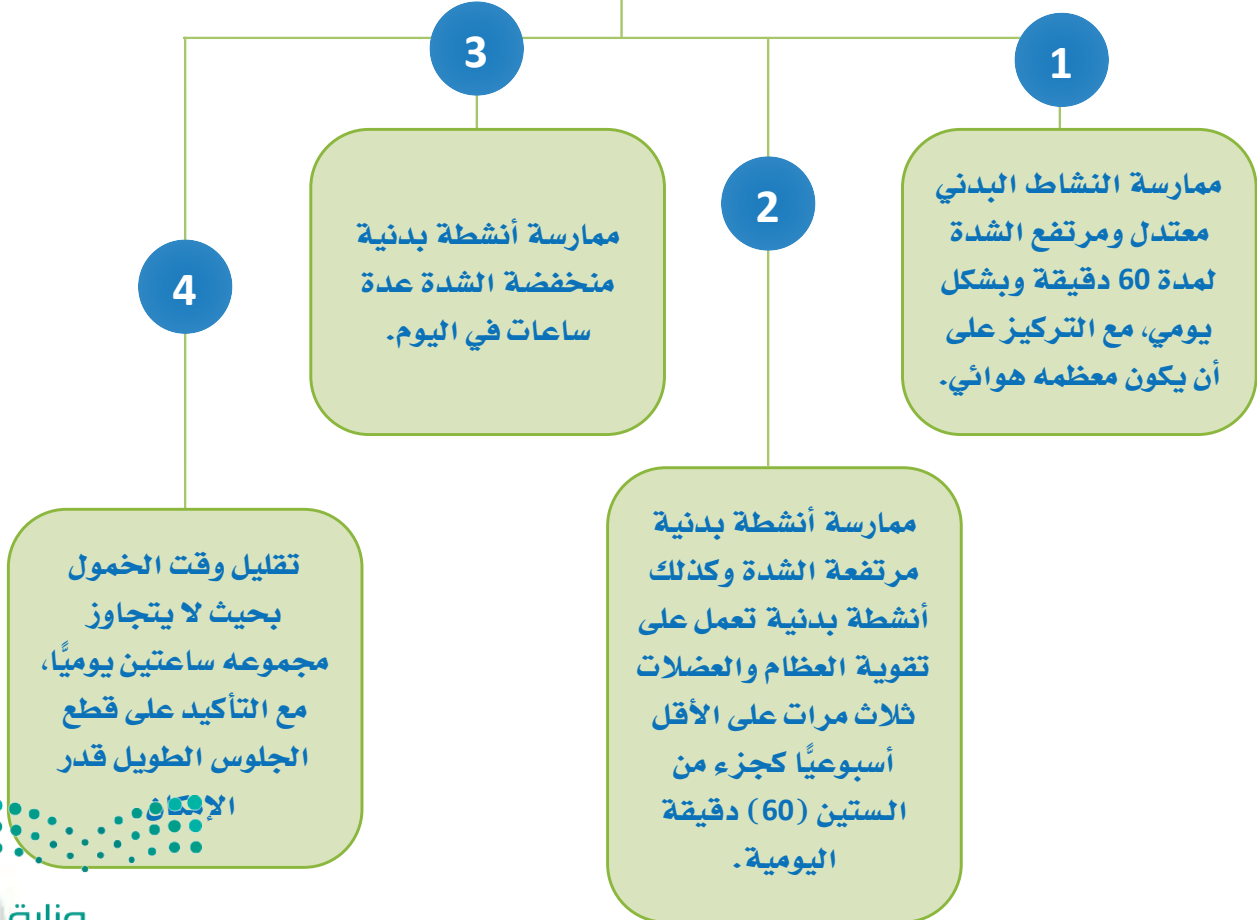 1
ممارسة النشاط البدني
معتدل ومرتفع الشدة
لمدة 60 دقيقة وبشكل
يومي، مع التركيز على
أن يكون معظمه هوائي.
2
ممارسة أنشطة بدنية
مرتفعة الشدة وكذلك
أنشطة بدنية تعمل على
تقوية العظام والعضلات
ثلاث مرات على الأقل
أسبوعيًّا كجزء من
الستين (60) دقيقة
اليومية.
3
ممارسة أنشطة بدنية
منخفضة الشدة عدة
ساعات في اليوم.
4
تقليل وقت الخمول
بحيث لا يتجاوز
مجموعه ساعتين يوميًّا،
مع التأكيد على قطع
الجلوس الطويل قدر
الإمكان